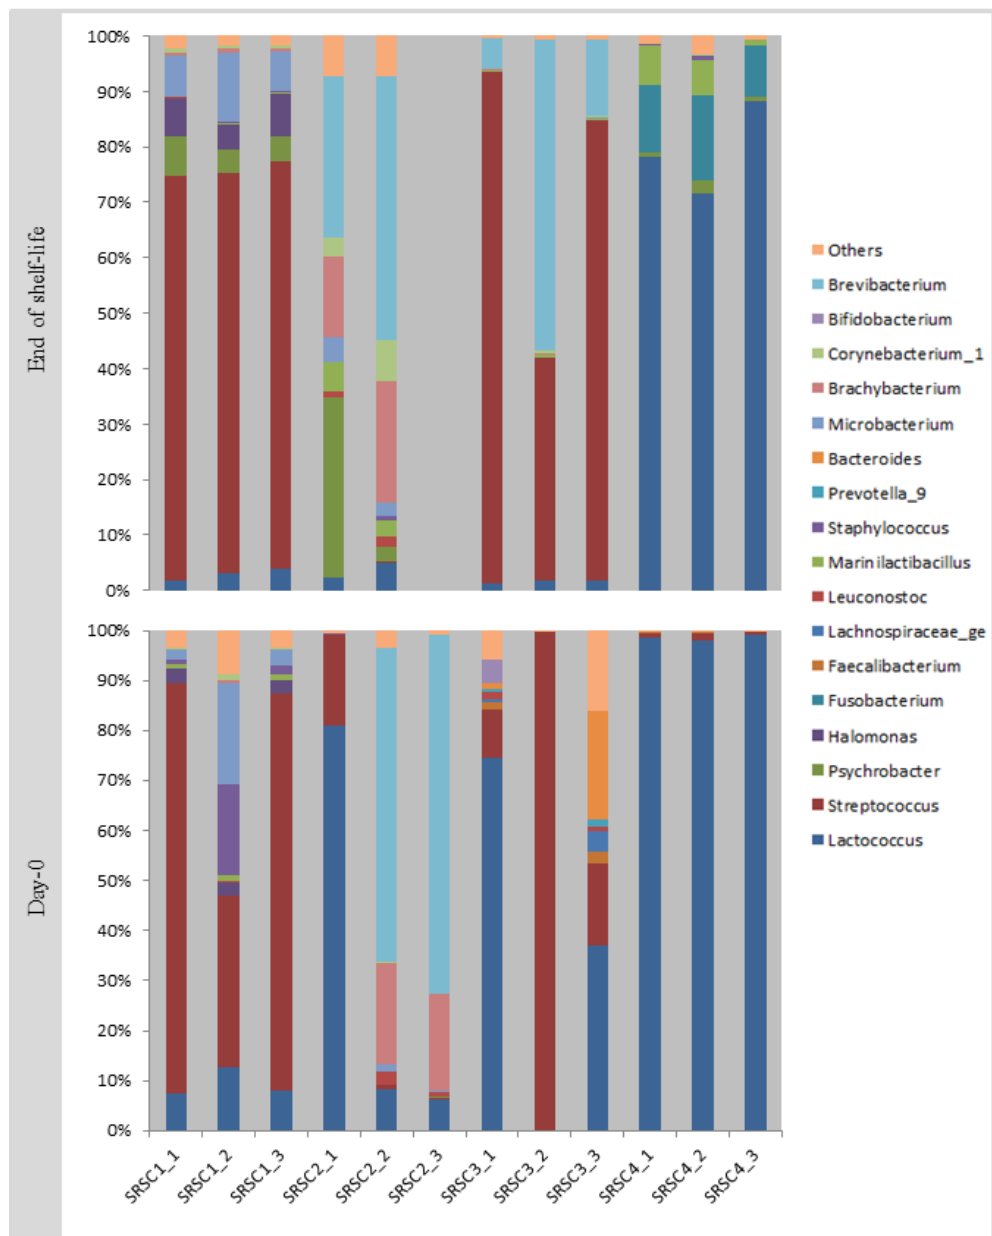 End of shelf-life
100%
90%
80%
70%
60%
50%
40%
30%
20%
10%
0%
Day-0
100%
90%
80%
70%
60%
50%
40%
30%
20%
10%
0%
SRSC1_1
SRSC1_2
SRSC1_3
SRSC2_1
SRSC2_2
SRSC2_3
SRSC3_1
SRSC3_2
SRSC3_3
SRSC4_1
SRSC4_2
SRSC4_3
Others
Brevibacterium
Bifidobacterium
Corynebacterium_1
Brachybacterium
Microbacterium
Bacteroides
Prevotella_9
Staphylococcus
Marinilactibacillus
Leuconostoc
Lachnospiraceae_ge
Faecalibacterium
Fusobacterium
Halomonas
Psychrobacter
Streptococcus
Lactococcus